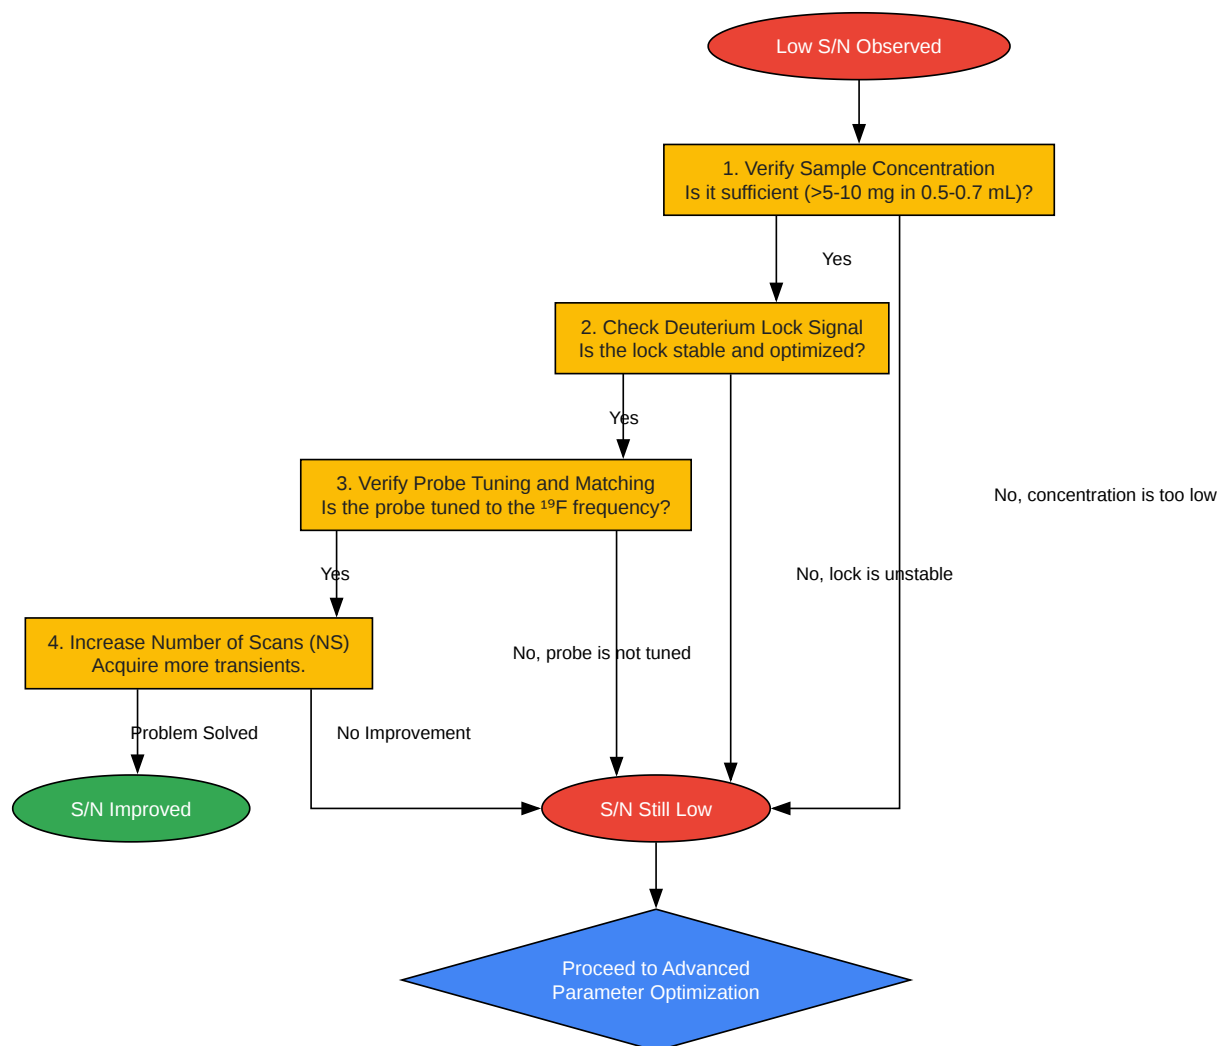 Low S/N Observed
1. Verify Sample Concentration
Is it sufficient (>5-10 mg in 0.5-0.7 mL)?
Yes
2. Check Deuterium Lock Signal
Is the lock stable and optimized?
Yes
3. Verify Probe Tuning and Matching
Is the probe tuned to the ¹⁹F frequency?
No, concentration is too low
Yes
No, lock is unstable
4. Increase Number of Scans (NS)
Acquire more transients.
No, probe is not tuned
Problem Solved
No Improvement
S/N Improved
S/N Still Low
Proceed to Advanced
Parameter Optimization